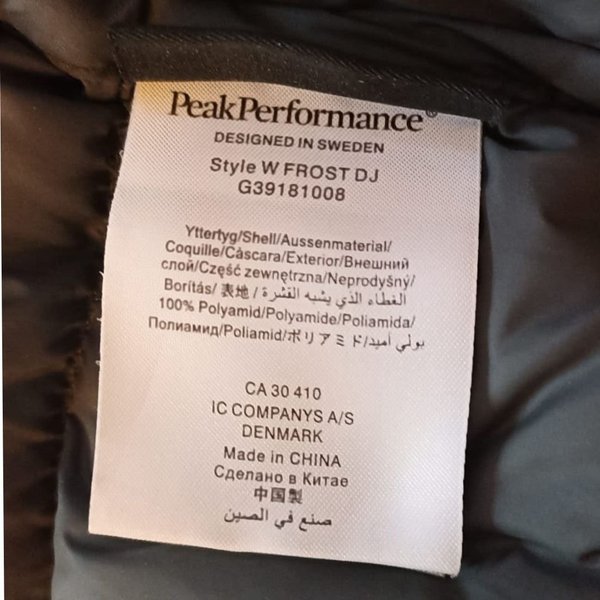 PeakPerformance®
DESIGNED IN SWEDEN
Style W FROST DJ
G39181008
Yttertyg/Shell/Aussenmaterial/
Coquille/Càscara/Exterior/Внешний
слой/Część zewnętrzna/Neprodyšný/
Borítás/ 表地 / الغطاء الذي يشبه القشرة/
100% Polyamid/Polyamide/Poliamida/
Полиамид/Poliamid/ポリアミド/بولي أميد
CA 30 410
IC COMPANYS A/S
DENMARK
Made in CHINA
Сделано в Китае
中国製
صنع في الصين